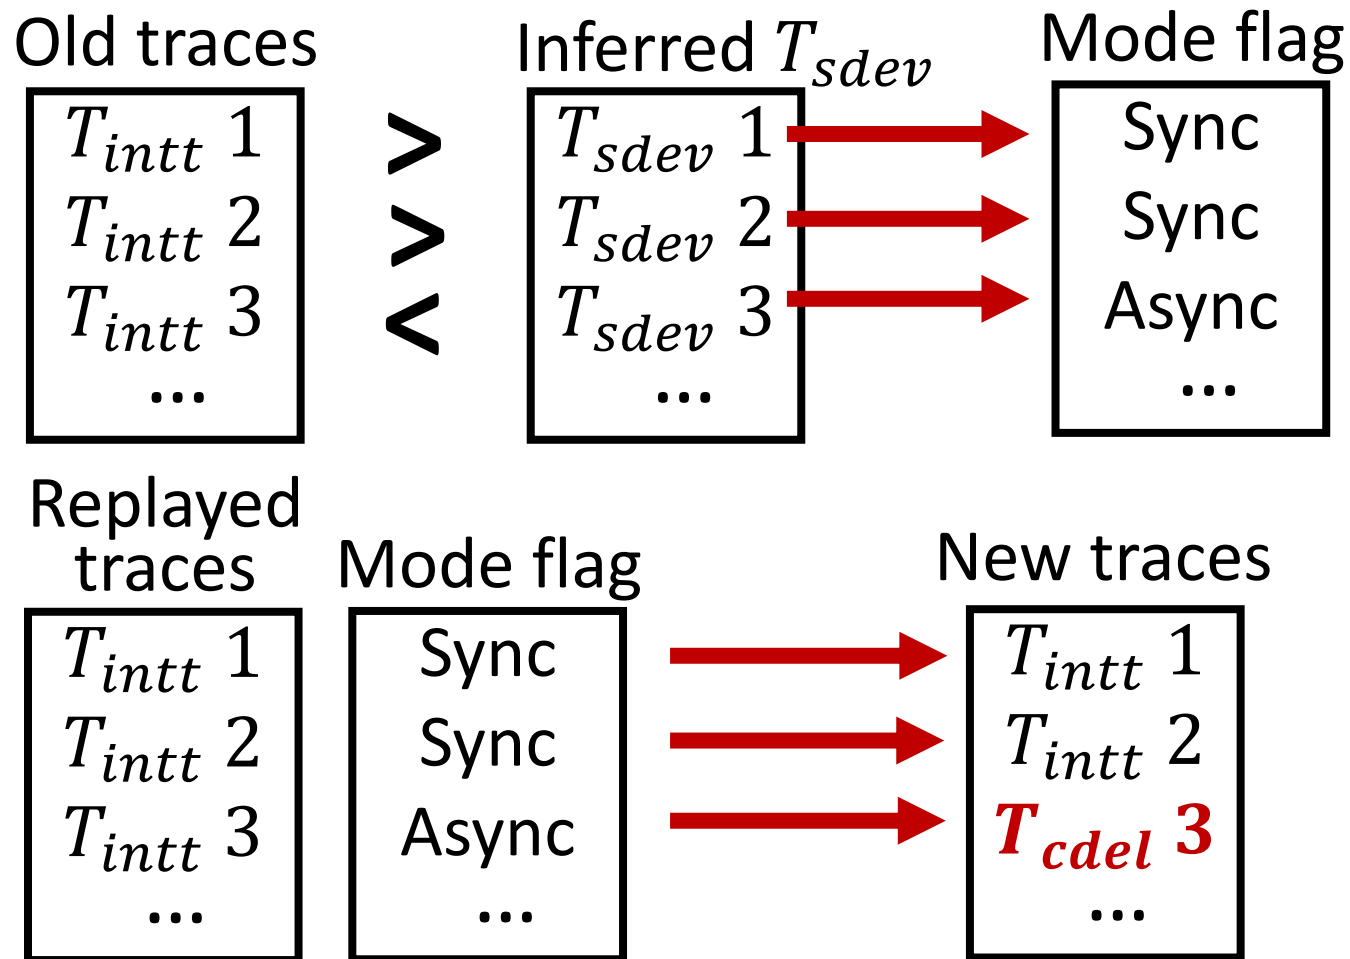 Old traces Inferred T_sdev Mode flag
T_intt 1 > T_sdev 1 Sync
T_intt 2 > T_sdev 2 Sync
T_intt 3 < T_sdev 3 Async
... ... ...
Replayed
traces Mode flag New traces
T_intt 1 Sync T_intt 1
T_intt 2 Sync T_intt 2
T_intt 3 Async T_cdel 3
... ... ...